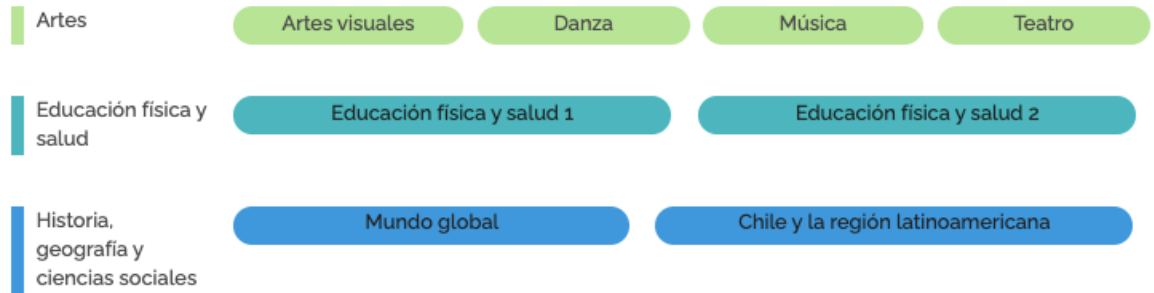 Artes
Artes visuales
Danza
Música
Teatro
Educación física y
salud
Educación física y salud 1
Educación física y salud 2
Historia,
geografía y
ciencias sociales
Mundo global
Chile y la región latinoamericana